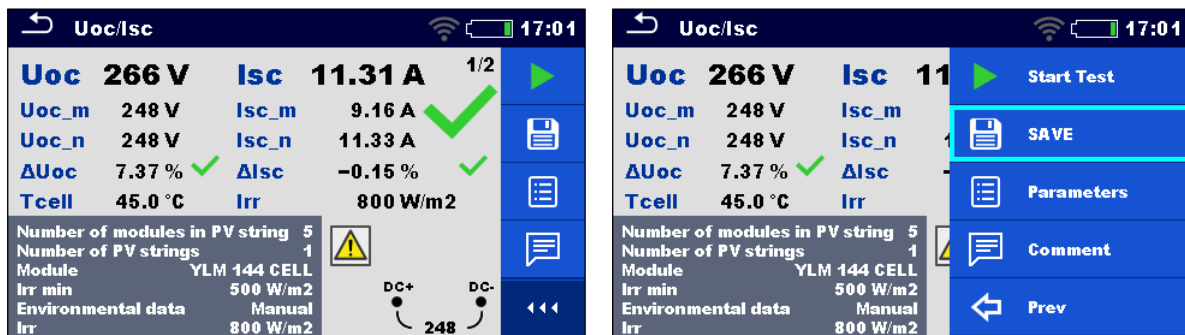 Uoc/Isc 17:01
Uoc 266 V Isc 11.31 A 1/2
Uoc_m 248 V Isc_m 9.16 A
Uoc_n 248 V Isc_n 11.33 A
ΔUoc 7.37 % ΔIsc -0.15 %
Tcell 45.0 °C Irr 800 W/m2
Number of modules in PV string 5
Number of PV strings 1
Module YLM 144 CELL
Irr min 500 W/m2
Environmental data Manual
Irr 800 W/m2
DC+ DC-
248
Uoc/Isc 17:01
Uoc 266 V Isc 11
Uoc_m 248 V Isc_m
Uoc_n 248 V Isc_n 1
ΔUoc 7.37 % ΔIsc -
Tcell 45.0 °C Irr
Number of modules in PV string 5
Number of PV strings 1
Module YLM 144 CELL
Irr min 500 W/m2
Environmental data Manual
Irr 800 W/m2
Start Test
SAVE
Parameters
Comment
Prev